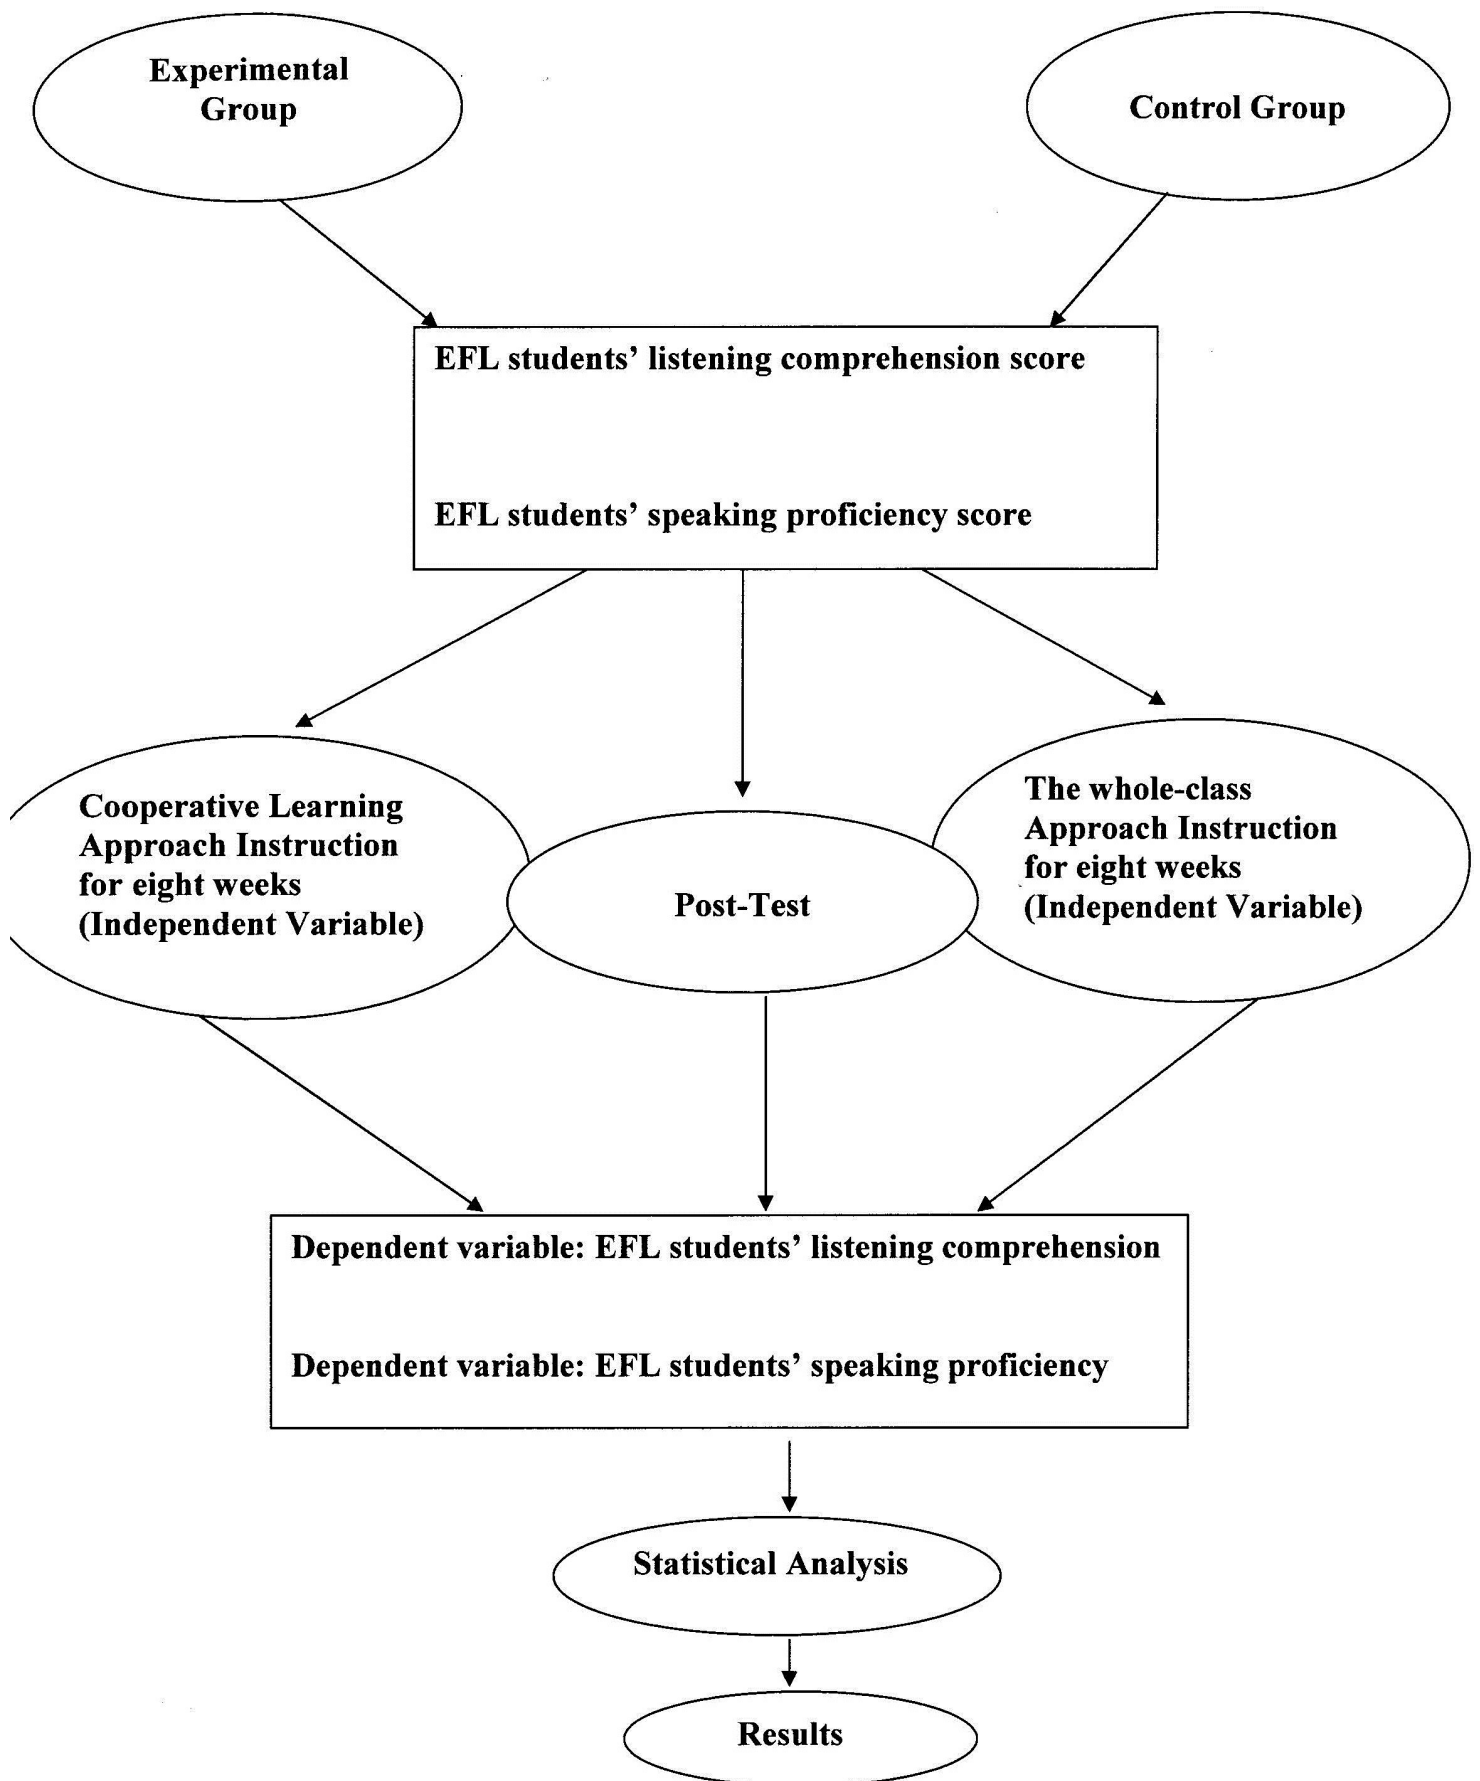 Experimental
Group
Control Group
EFL students’ listening comprehension score
EFL students’ speaking proficiency score
Cooperative Learning
Approach Instruction
for eight weeks
(Independent Variable)
Post-Test
The whole-class
Approach Instruction
for eight weeks
(Independent Variable)
Dependent variable: EFL students’ listening comprehension
Dependent variable: EFL students’ speaking proficiency
Statistical Analysis
Results